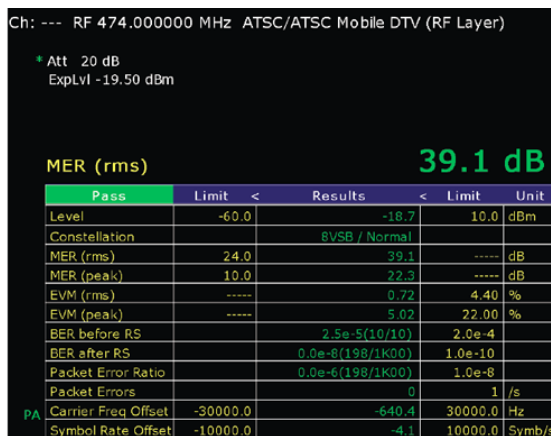 Ch: --- RF 474.000000 MHz ATSC/ATSC Mobile DTV (RF Layer)
* Att 20 dB
ExpLvl -19.50 dBm
MER (rms) 39.1 dB
Pass Limit < Results < Limit Unit
Level -60.0 -18.7 10.0 dBm
Constellation 8VSB / Normal
MER (rms) 24.0 39.1 ----- dB
MER (peak) 10.0 22.3 ----- dB
EVM (rms) ----- 0.72 4.40 %
EVM (peak) ----- 5.02 22.00 %
BER before RS 2.5e-5(10/10) 2.0e-4
BER after RS 0.0e-8(198/1K00) 1.0e-10
Packet Error Ratio 0.0e-6(198/1K00) 1.0e-8
Packet Errors 0 1 /s
PA Carrier Freq Offset -30000.0 -640.4 30000.0 Hz
Symbol Rate Offset -10000.0 -4.1 10000.0 Symb/s